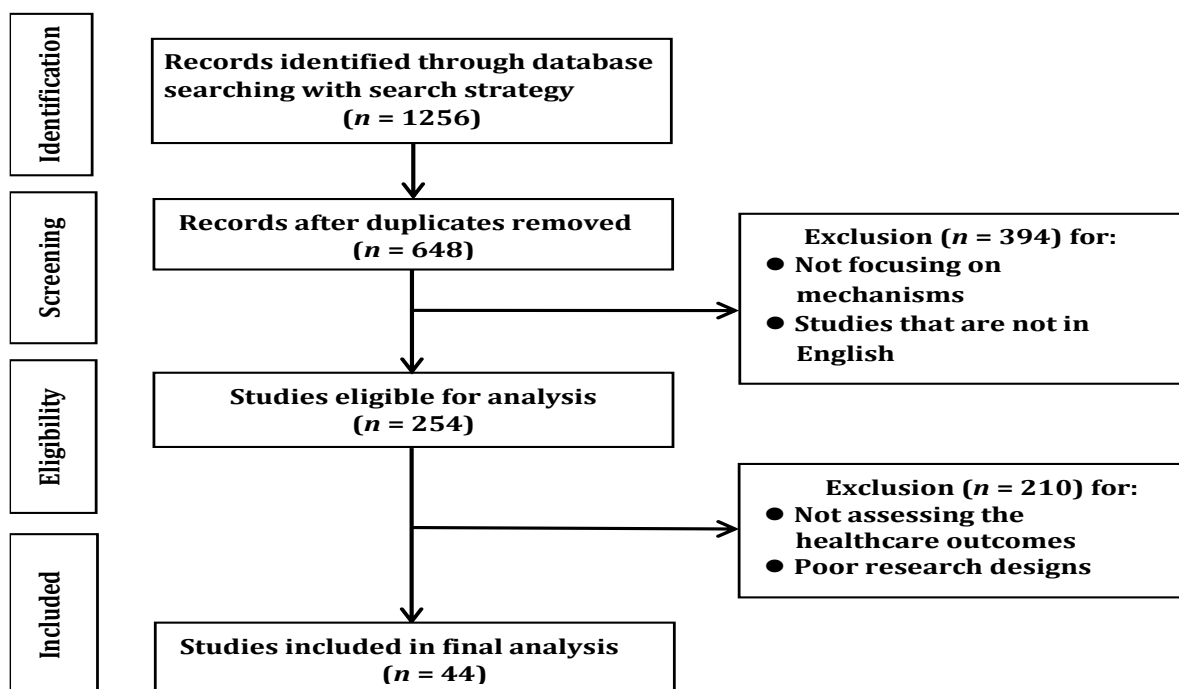 Identification
Records identified through database
searching with search strategy
(n = 1256)
Screening
Records after duplicates removed
(n = 648)
Exclusion (n = 394) for:
● Not focusing on
mechanisms
● Studies that are not in
English
Eligibility
Studies eligible for analysis
(n = 254)
Exclusion (n = 210) for:
● Not assessing the
healthcare outcomes
● Poor research designs
Included
Studies included in final analysis
(n = 44)